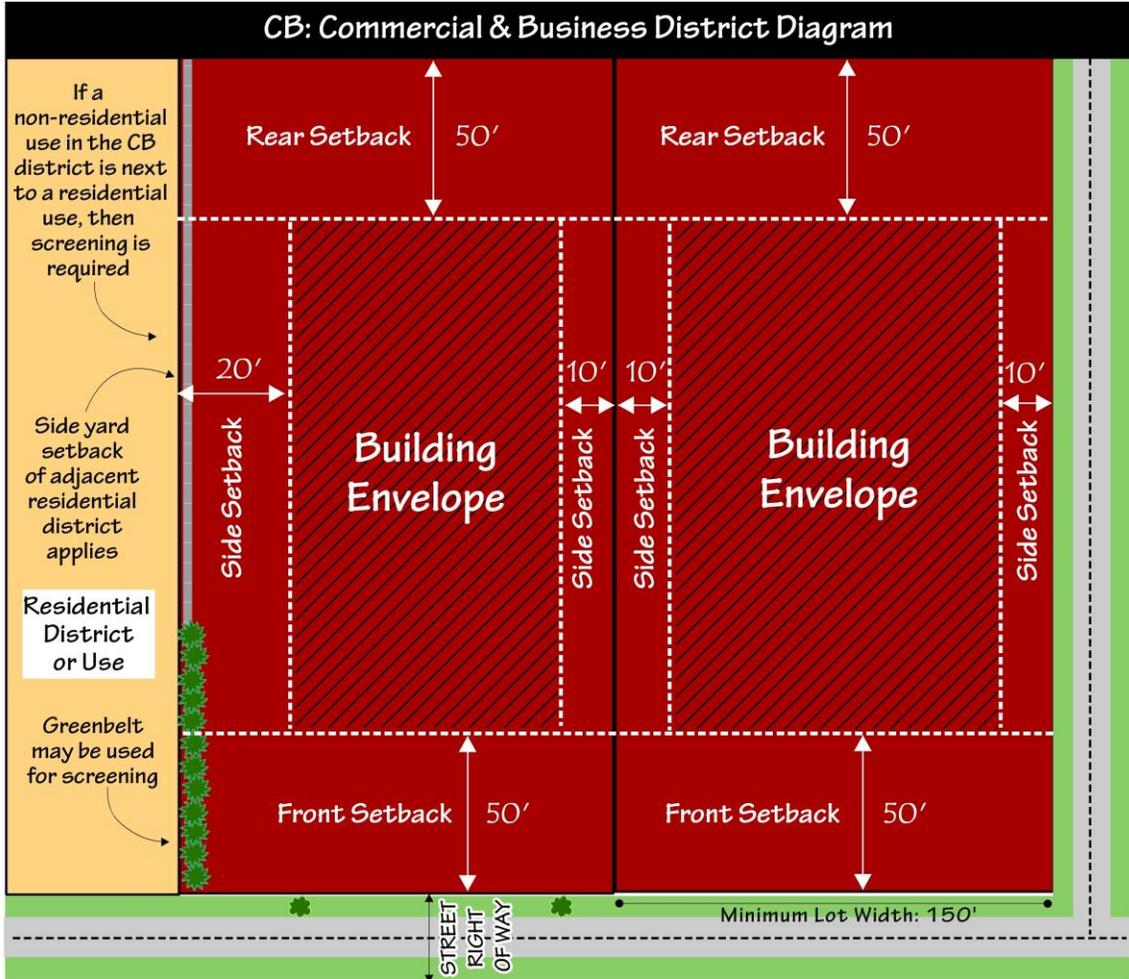 CB: Commercial & Business District Diagram
If a
non-residential
use in the CB
district is next
to a residential
use, then
screening is
required
Side yard
setback
of adjacent
residential
district
applies
Residential
District
or Use
Greenbelt
may be used
for screening
Rear Setback 50'
Rear Setback 50'
20'
Side Setback
Building
Envelope
10'
Side Setback
10'
Side Setback
Building
Envelope
10'
Side Setback
Front Setback 50'
Front Setback 50'
STREET
RIGHT
OF WAY
Minimum Lot Width: 150'